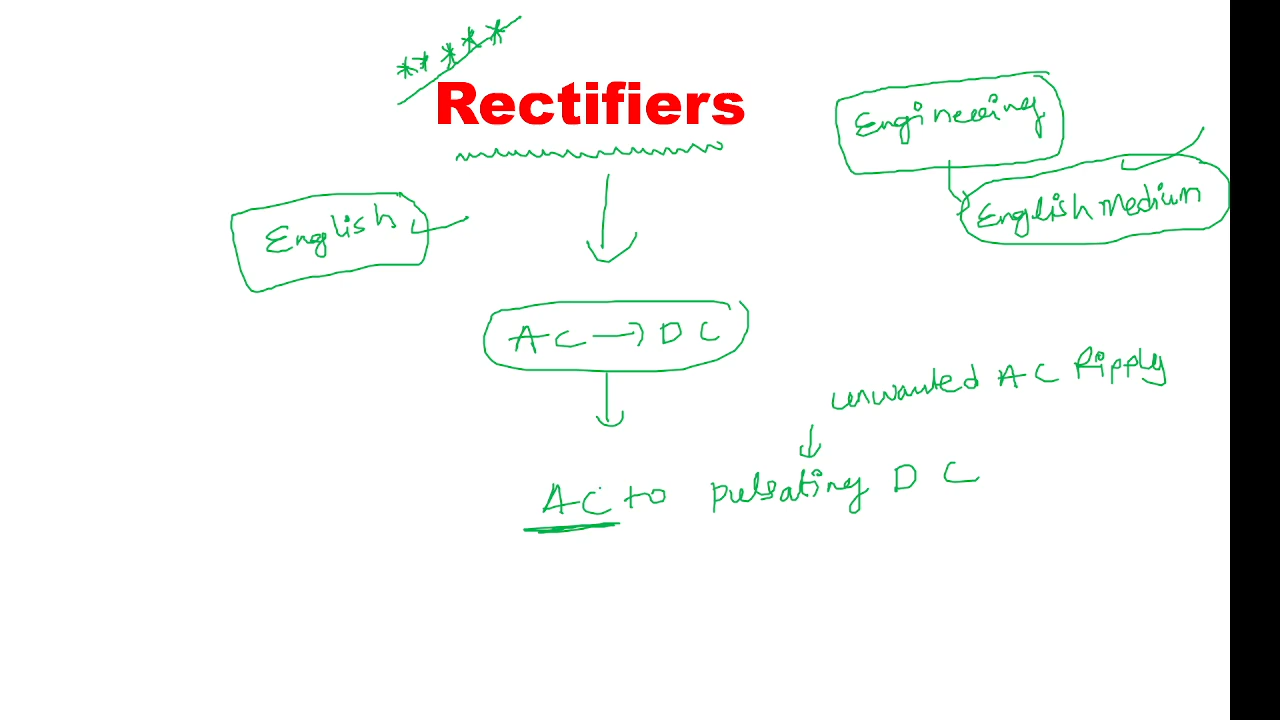 *****
Rectifiers
Engineering
English medium
English
AC → DC
unwanted AC Ripply
AC to pulsating DC